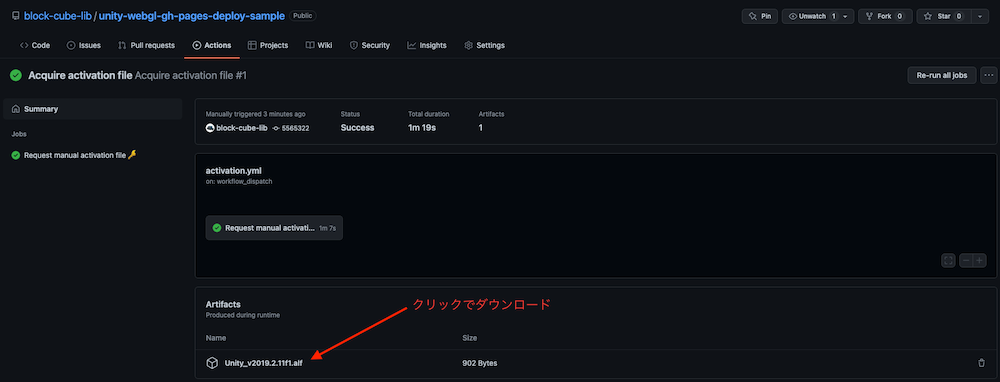 block-cube-lib / unity-webgl-gh-pages-deploy-sample Public
Pin Unwatch 1 Fork 0 Star 0
Code Issues Pull requests Actions Projects Wiki Security Insights Settings
Acquire activation file Acquire activation file #1
Re-run all jobs
Summary
Jobs
Request manual activation file
Manually triggered 3 minutes ago Status Total duration Artifacts
block-cube-lib 5565322 Success 1m 19s 1
activation.yml
on: workflow_dispatch
Request manual activati... 1m 7s
Artifacts
Produced during runtime
クリックでダウンロード
Name Size
Unity_v2019.2.11f1.alf 902 Bytes